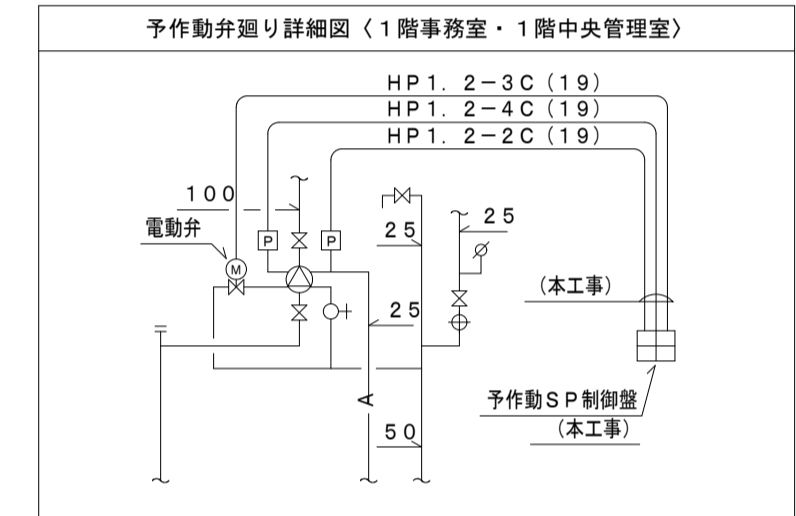 予作動弁廻り詳細図〈1階事務室・1階中央管理室〉
HP1.2-3C(19)
HP1.2-4C(19)
HP1.2-2C(19)
100
電動弁
P
P
M
25
25
25
(本工事)
A
50
予作動SP制御盤
(本工事)